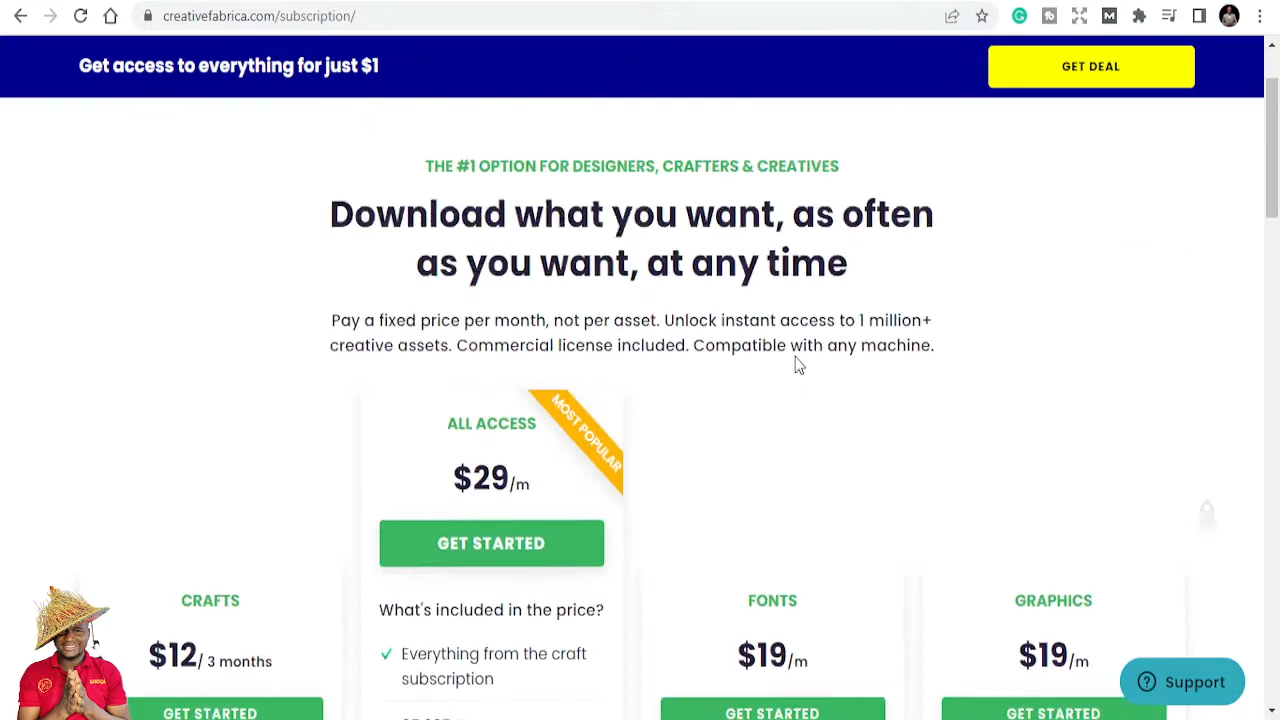 creativefabrica.com/subscription/
Get access to everything for just $1
GET DEAL
THE #1 OPTION FOR DESIGNERS, CRAFTERS & CREATIVES
Download what you want, as often
as you want, at any time
Pay a fixed price per month, not per asset. Unlock instant access to 1 million+
creative assets. Commercial license included. Compatible with any machine.
MOST POPULAR
ALL ACCESS
$29/m
GET STARTED
What's included in the price?
Everything from the craft
subscription
CRAFTS
$12/ 3 months
GET STARTED
FONTS
$19/m
GET STARTED
GRAPHICS
$19/m
GET STARTED
Support